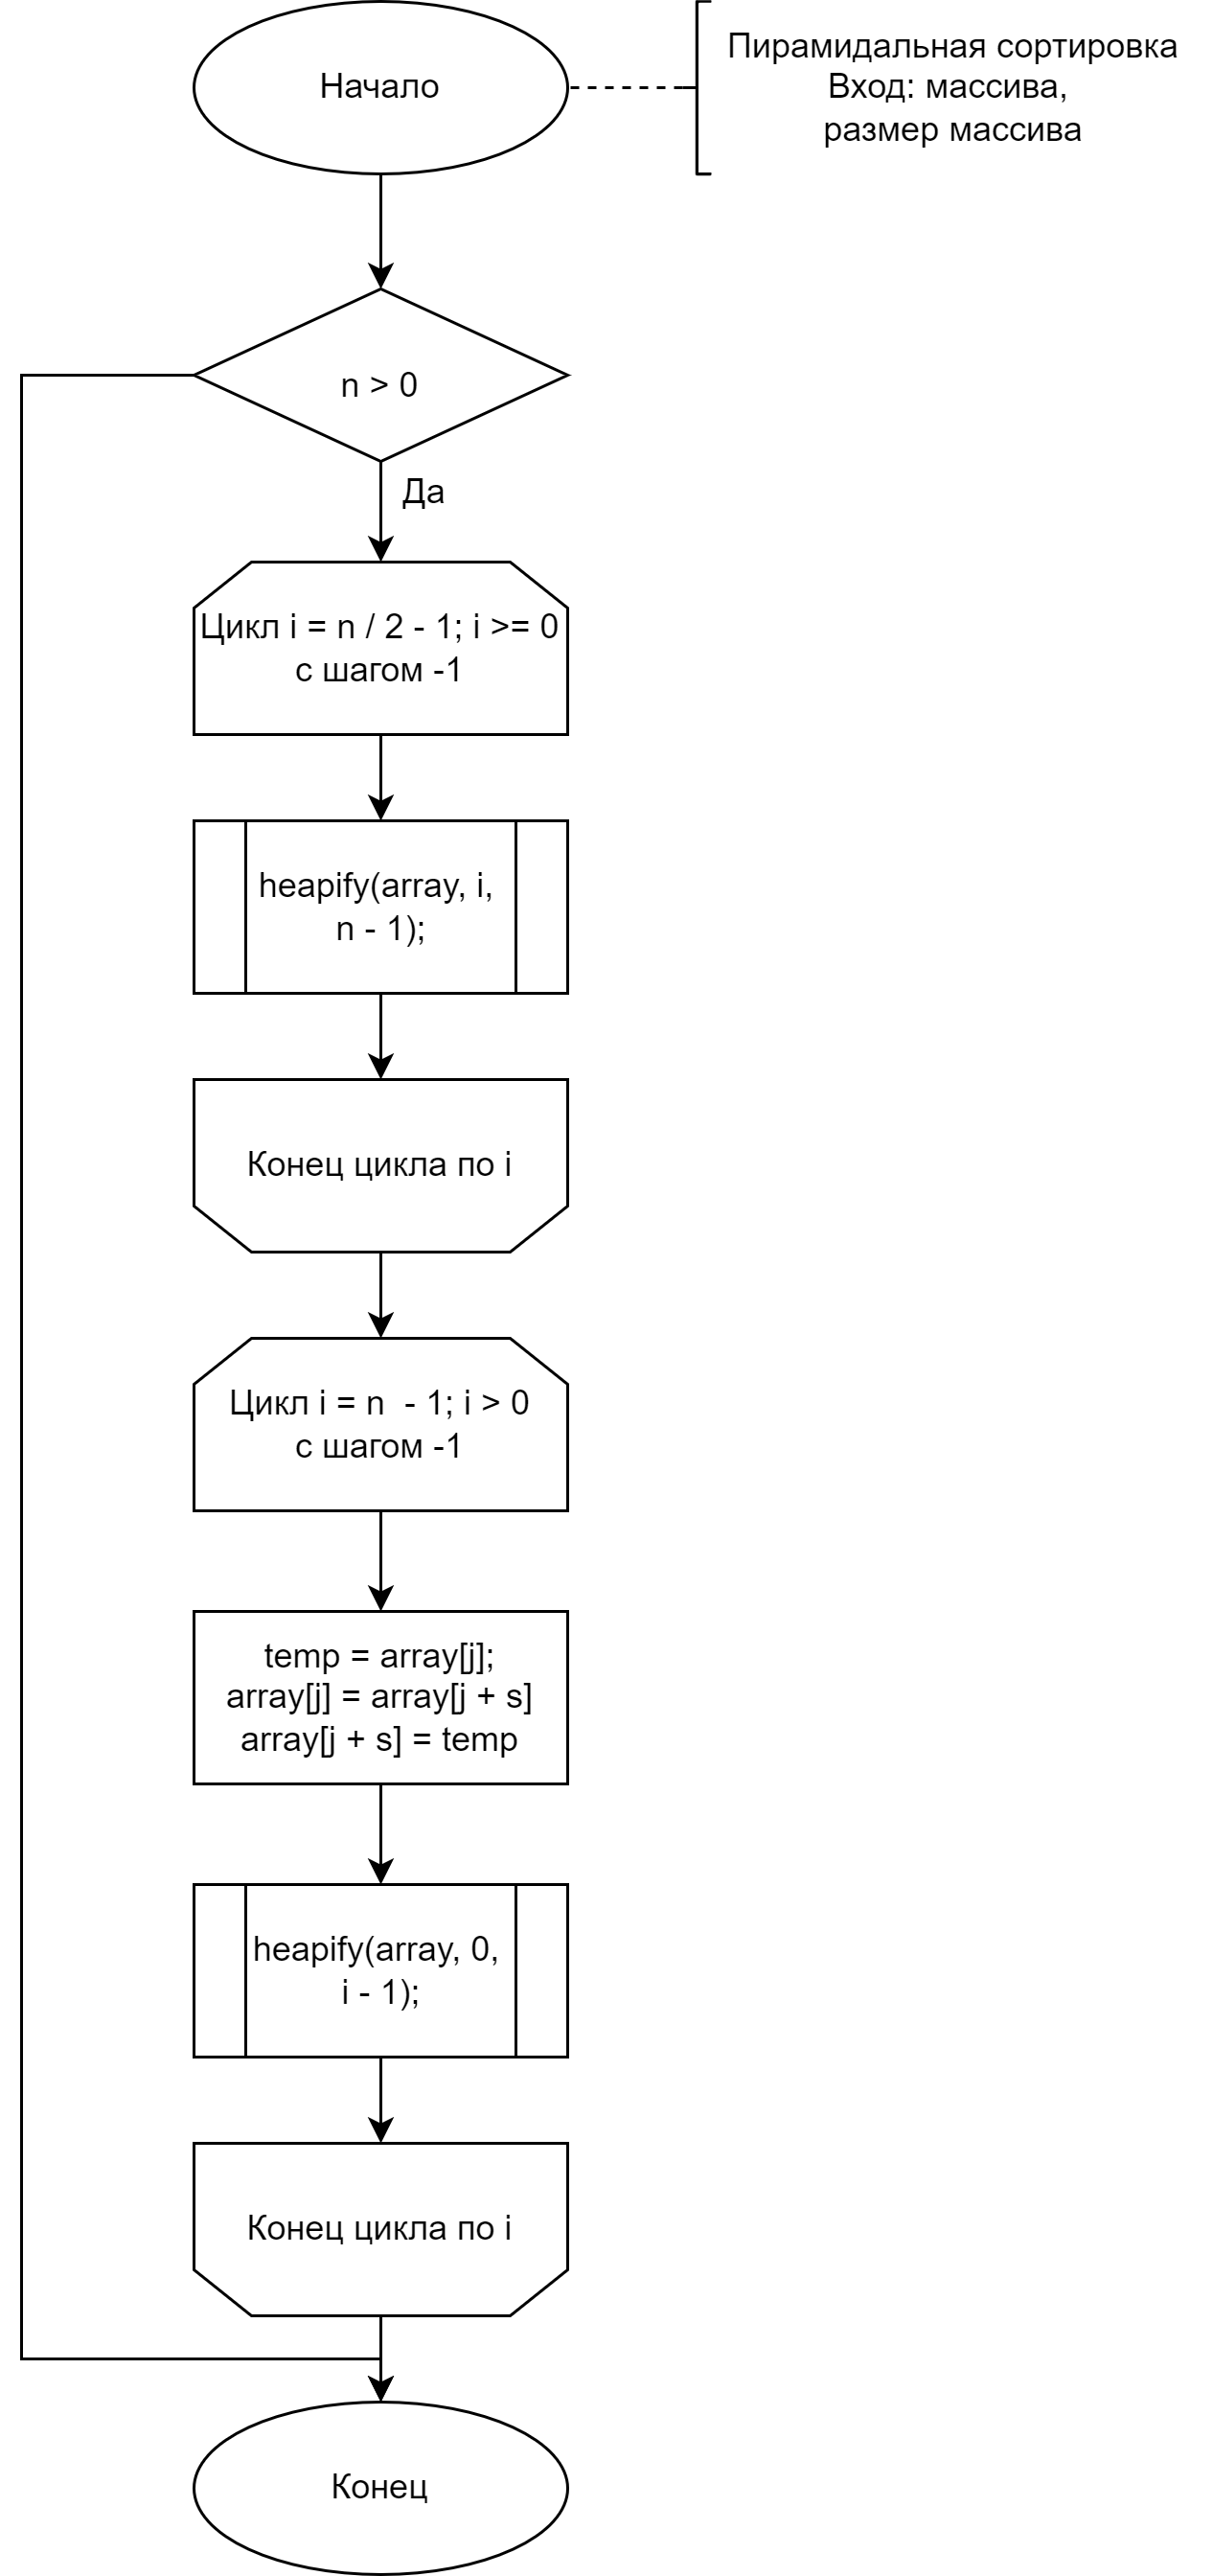 Начало
Пирамидальная сортировка
Вход: массива,
размер массива
n > 0
Да
Цикл i = n / 2 - 1; i >= 0
с шагом -1
heapify(array, i,
n - 1);
Конец цикла по i
Цикл i = n  - 1; i > 0
с шагом -1
temp = array[j];
array[j] = array[j + s]
array[j + s] = temp
heapify(array, 0,
i - 1);
Конец цикла по i
Конец